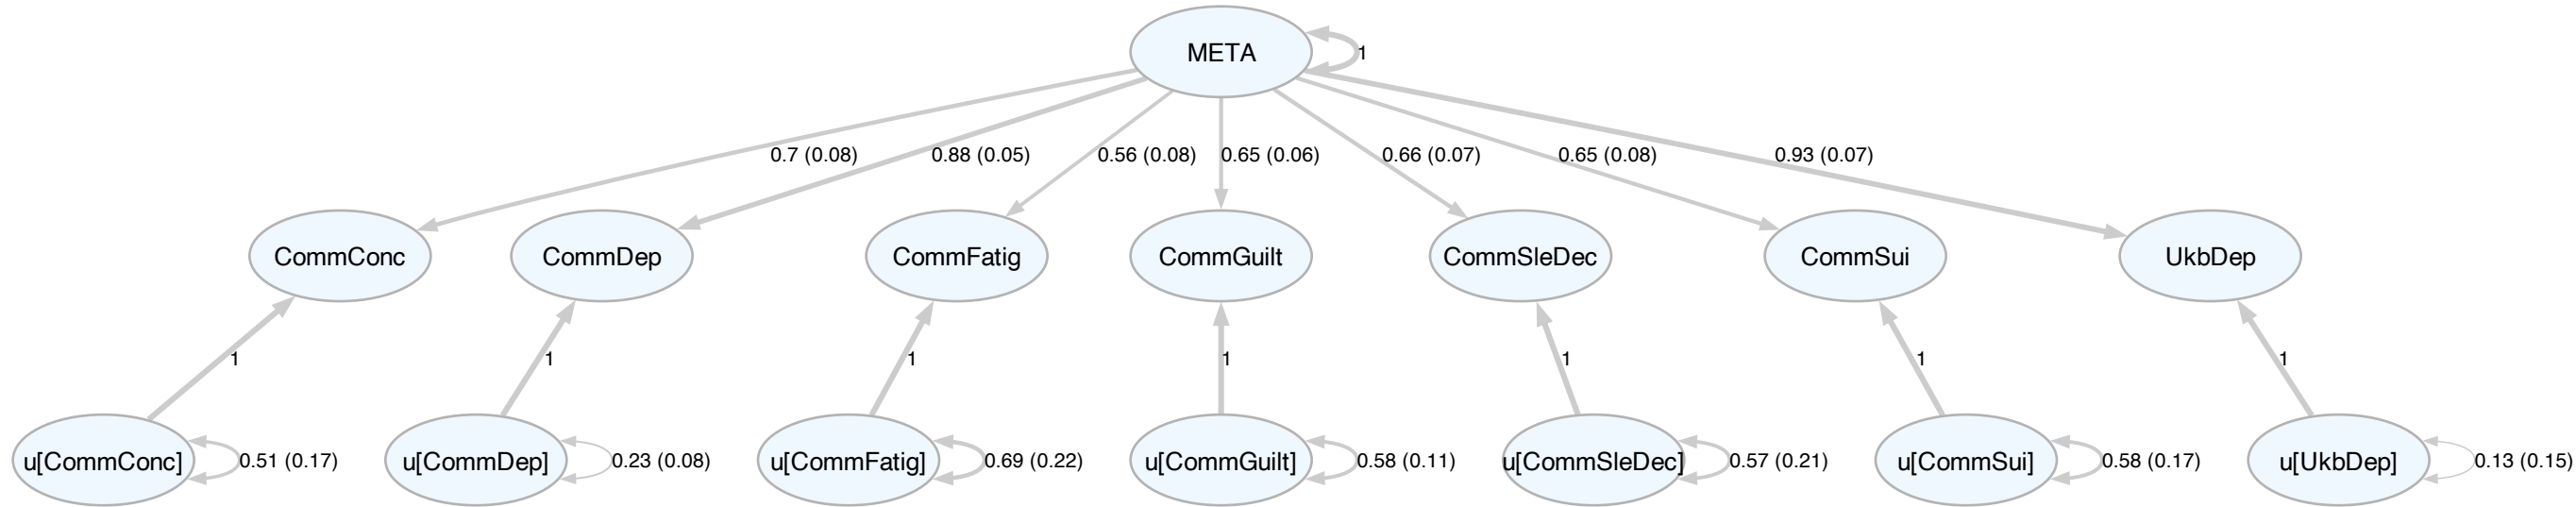 META
1
0.7 (0.08)
0.88 (0.05)
0.56 (0.08)
0.65 (0.06)
0.66 (0.07)
0.65 (0.08)
0.93 (0.07)
CommConc
CommDep
CommFatig
CommGuilt
CommSleDec
CommSui
UkbDep
1
1
1
1
1
1
1
u[CommConc]
0.51 (0.17)
u[CommDep]
0.23 (0.08)
u[CommFatig]
0.69 (0.22)
u[CommGuilt]
0.58 (0.11)
u[CommSleDec]
0.57 (0.21)
u[CommSui]
0.58 (0.17)
u[UkbDep]
0.13 (0.15)